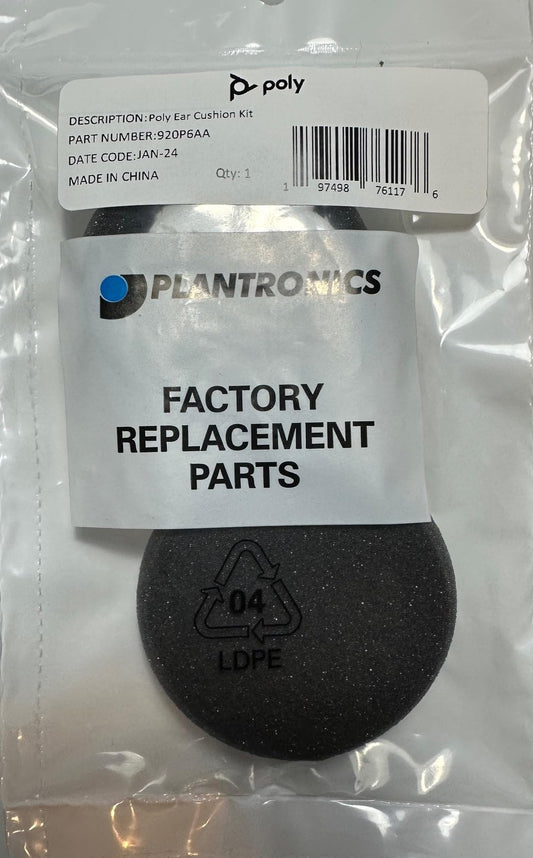 poly
DESCRIPTION:Poly Ear Cushion Kit
PART NUMBER:920P6AA
DATE CODE:JAN-24
MADE IN CHINA
Qty: 1
1 97498 76117 6
PLANTRONICS
FACTORY
REPLACEMENT
PARTS
04
LDPE